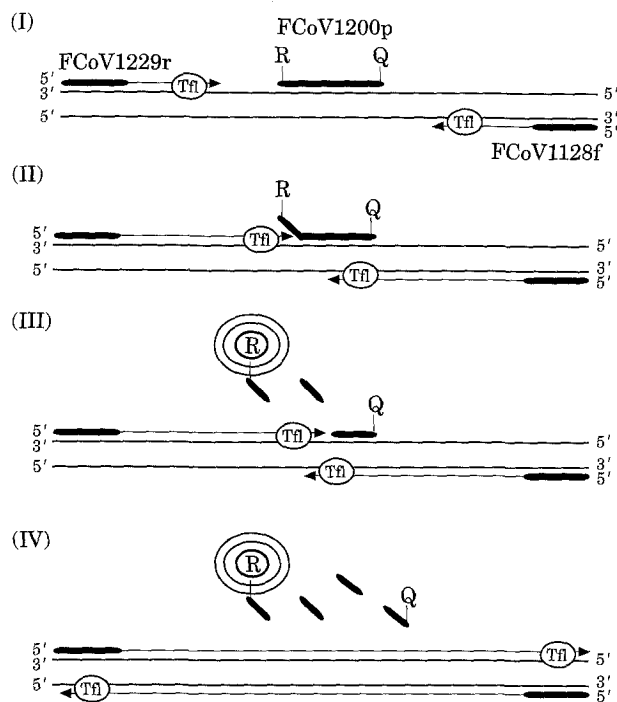 (I)
FCoV1200p
R Q
FCoV1229r
5′ Tfl
3′ 5′
5′ Tfl 3′
5′
FCoV1128f
(II)
R
Q
5′ Tfl
3′ 5′
5′ Tfl 3′
5′
(III)
R
Q
5′ Tfl
3′ 5′
5′ Tfl 3′
5′
(IV)
R
Q
5′ Tfl
3′ 5′
5′ Tfl 3′
5′